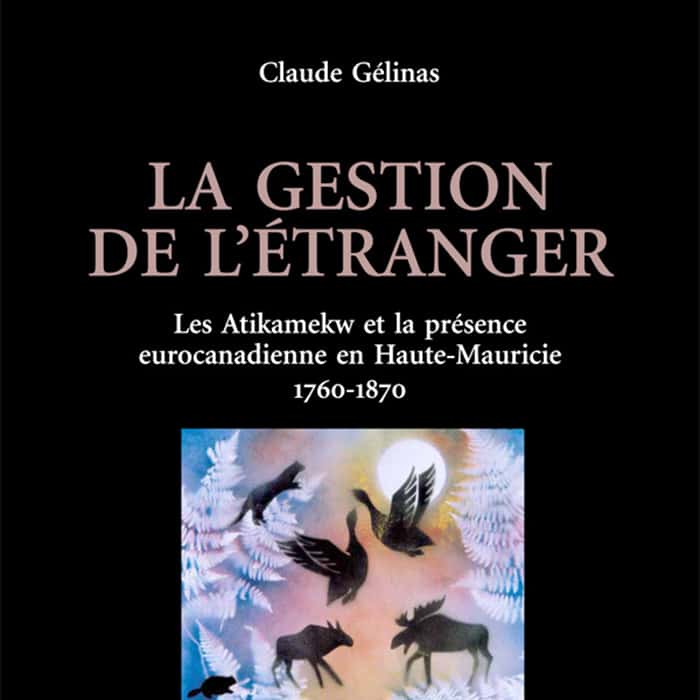 Claude Gélinas
LA GESTION
DE L'ÉTRANGER
Les Atikamekw et la présence
eurocanadienne en Haute-Mauricie
1760-1870